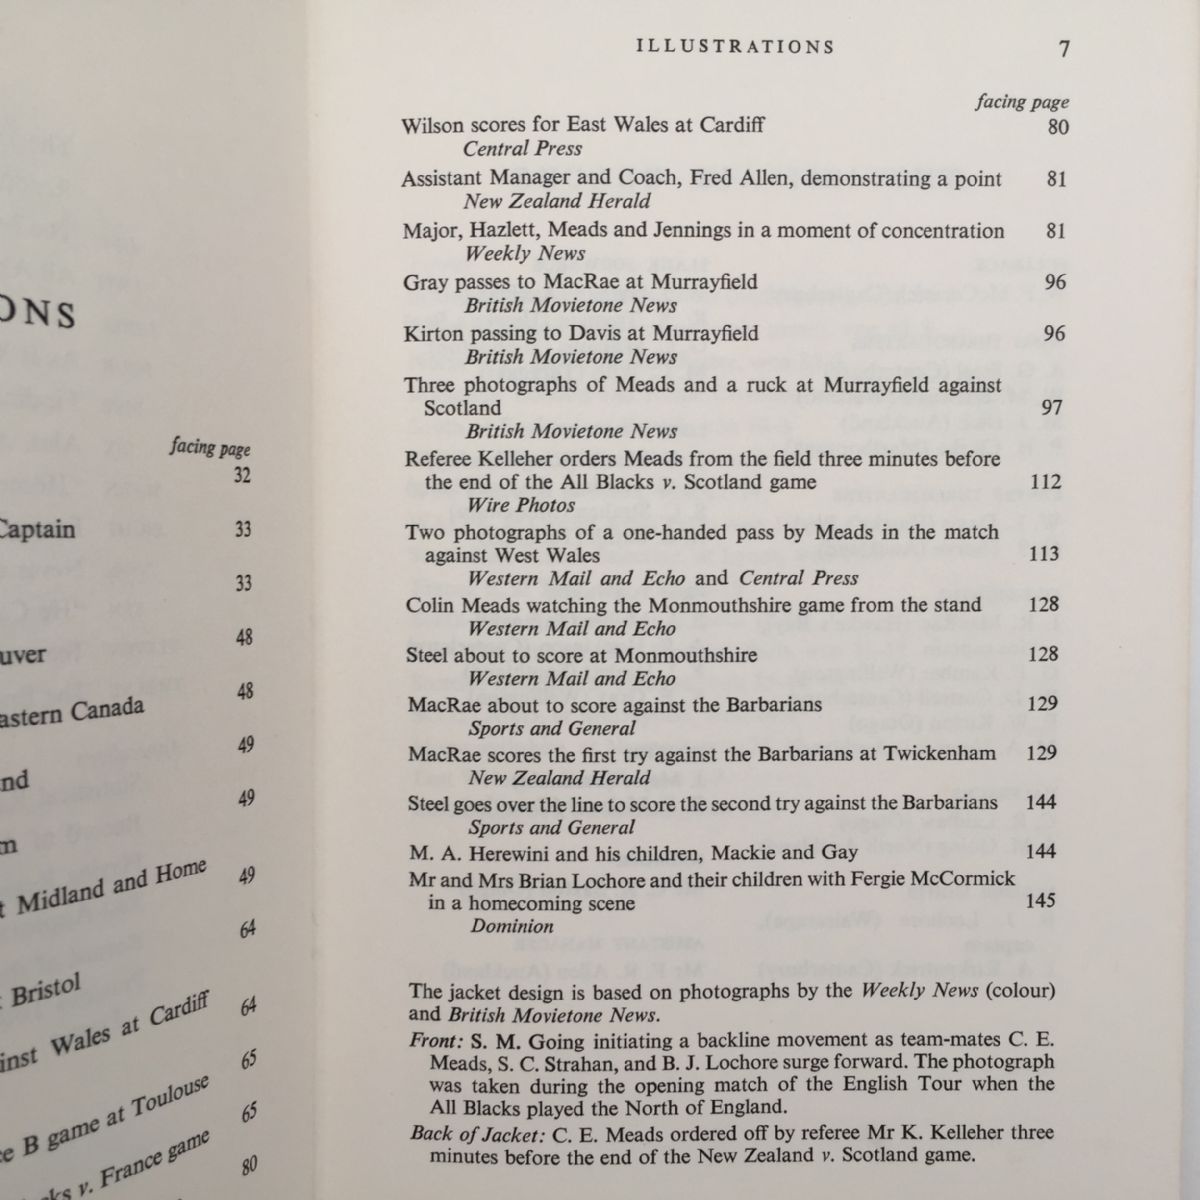 ONS
facing page
32
Captain 33
33
uver 48
astern Canada 48
nd 49
m 49
t Midland and Home 49
64
t Bristol
inst Wales at Cardiff 64
65
ce B game at Toulouse 65
ks v. France game 80
ILLUSTRATIONS 7
facing page
Wilson scores for East Wales at Cardiff 80
Central Press
Assistant Manager and Coach, Fred Allen, demonstrating a point 81
New Zealand Herald
Major, Hazlett, Meads and Jennings in a moment of concentration 81
Weekly News
Gray passes to MacRae at Murrayfield 96
British Movietone News
Kirton passing to Davis at Murrayfield 96
British Movietone News
Three photographs of Meads and a ruck at Murrayfield against
Scotland 97
British Movietone News
Referee Kelleher orders Meads from the field three minutes before
the end of the All Blacks v. Scotland game 112
Wire Photos
Two photographs of a one-handed pass by Meads in the match
against West Wales 113
Western Mail and Echo and Central Press
Colin Meads watching the Monmouthshire game from the stand 128
Western Mail and Echo
Steel about to score at Monmouthshire 128
Western Mail and Echo
MacRae about to score against the Barbarians 129
Sports and General
MacRae scores the first try against the Barbarians at Twickenham 129
New Zealand Herald
Steel goes over the line to score the second try against the Barbarians 144
Sports and General
M. A. Herewini and his children, Mackie and Gay 144
Mr and Mrs Brian Lochore and their children with Fergie McCormick
in a homecoming scene 145
Dominion
The jacket design is based on photographs by the Weekly News (colour)
and British Movietone News.
Front: S. M. Going initiating a backline movement as team-mates C. E.
Meads, S. C. Strahan, and B. J. Lochore surge forward. The photograph
was taken during the opening match of the English Tour when the
All Blacks played the North of England.
Back of Jacket: C. E. Meads ordered off by referee Mr K. Kelleher three
minutes before the end of the New Zealand v. Scotland game.